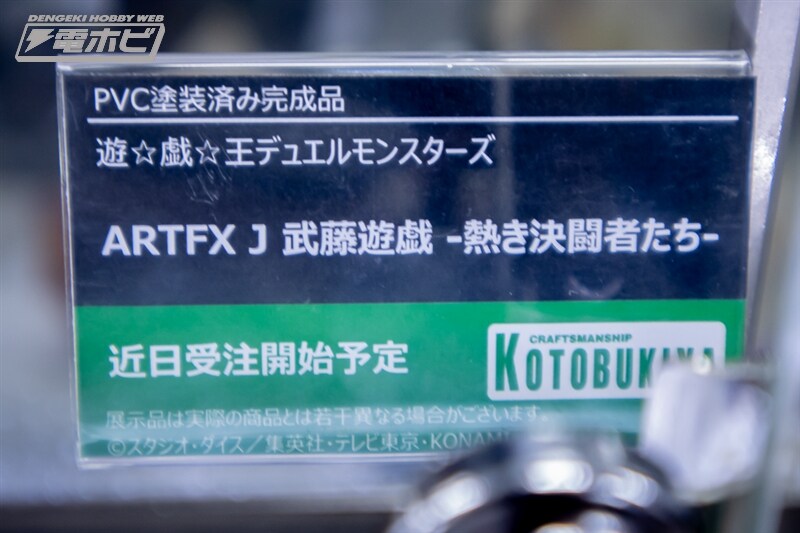 DENGEKI HOBBY WEB
電ホビ
PVC塗装済み完成品
遊☆戯☆王デュエルモンスターズ
ARTFX J 武藤遊戯 -熱き決闘者たち-
近日受注開始予定
CRAFTSMANSHIP
KOTOBUKIYA
展示品は実際の商品とは若干異なる場合がございます。
©スタジオ・ダイス／集英社・テレビ東京・KONAMI